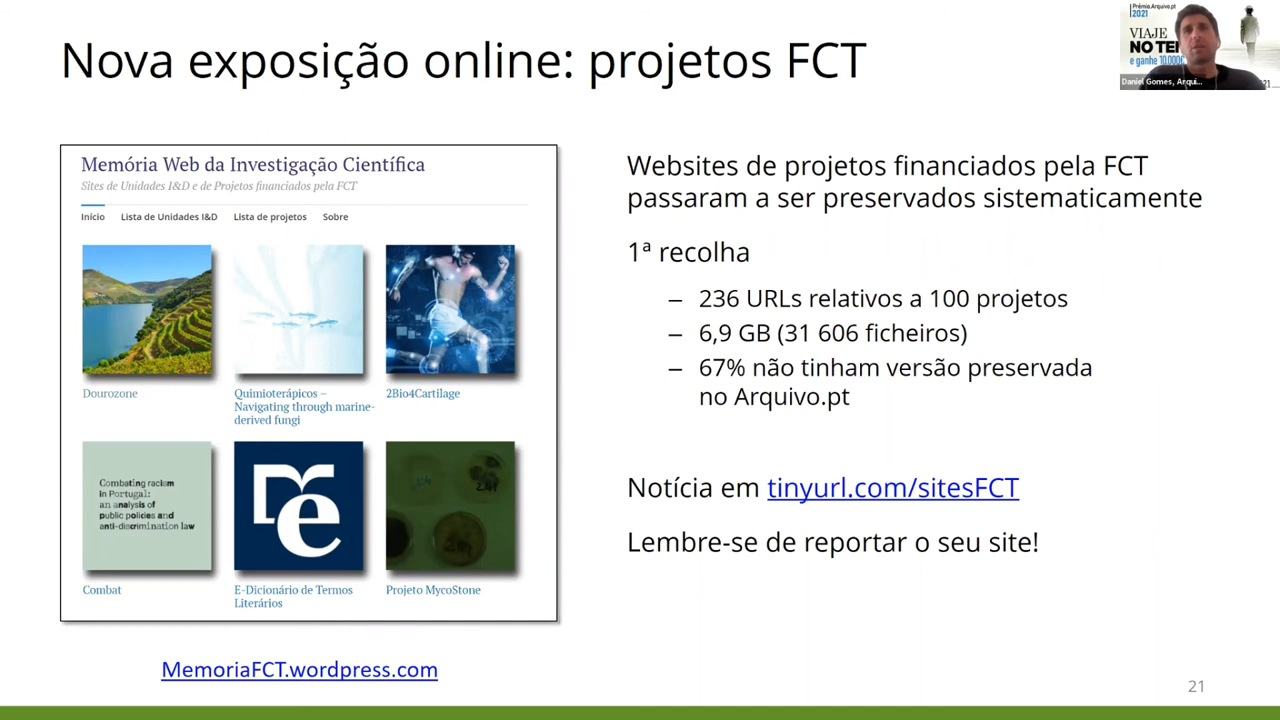 Nova exposição online: projetos FCT
Prémio.Arquivo.pt
2021
VIAJE
NO TE
e ganhe 10.000€
Daniel Gomes, Arqui...
Memória Web da Investigação Científica
Sites de Unidades I&D e de Projetos financiados pela FCT
Início Lista de Unidades I&D Lista de projetos Sobre
Dourozone
Quimioterápicos –
Navigating through marine-
derived fungi
2Bio4Cartilage
Combating racism
in Portugal:
an analysis of
public policies and
anti-discrimination law
De
Combat
E-Dicionário de Termos
Literários
Projeto MycoStone
MemoriaFCT.wordpress.com
Websites de projetos financiados pela FCT
passaram a ser preservados sistematicamente
1ª recolha
– 236 URLs relativos a 100 projetos
– 6,9 GB (31 606 ficheiros)
– 67% não tinham versão preservada
no Arquivo.pt
Notícia em tinyurl.com/sitesFCT
Lembre-se de reportar o seu site!
21